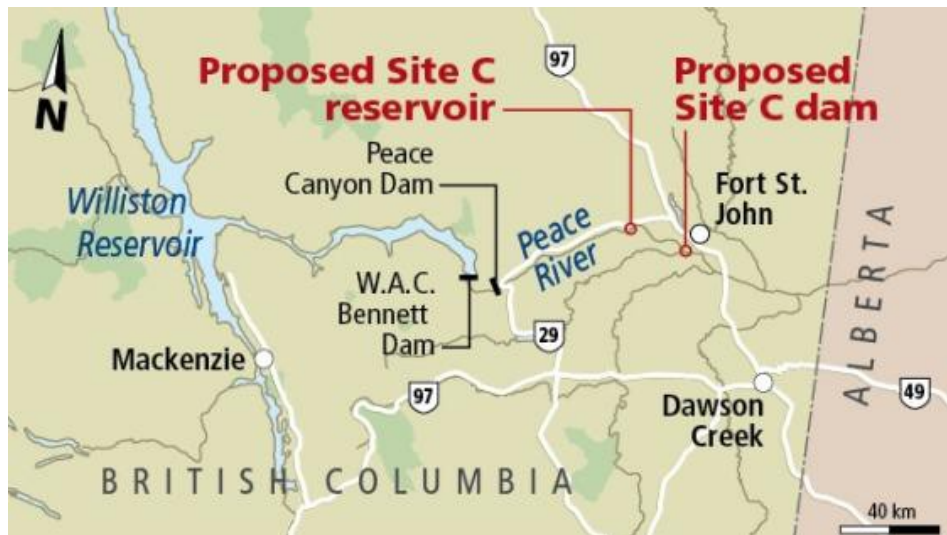 97
Proposed Site C
reservoir
Proposed
Site C dam
N
Peace
Canyon Dam
Fort St.
John
Williston
Reservoir
Peace
River
ALBERTA
W.A.C.
Bennett
Dam
29
Mackenzie
97
49
Dawson
Creek
BRITISH COLUMBIA
40 km